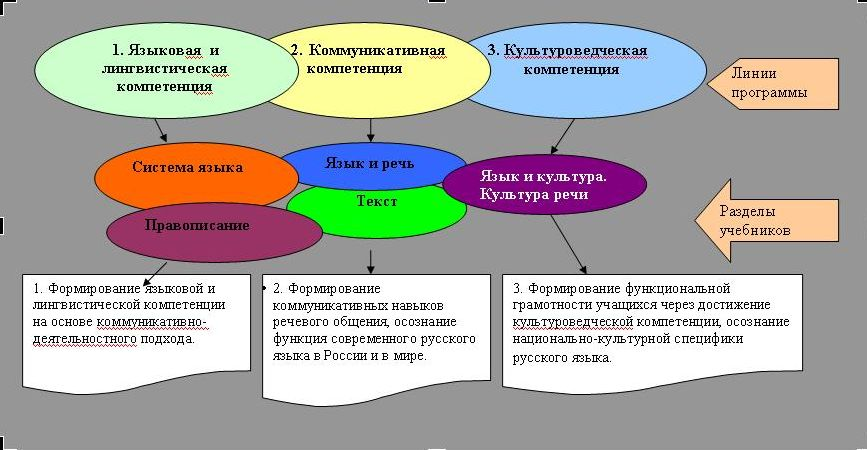 1. Языковая и
лингвистическая
компетенция
2. Коммуникативная
компетенция
3. Культуроведческая
компетенция
Линии
программы
Система языка
Язык и речь
Язык и культура.
Культура речи
Текст
Правописание
Разделы
учебников
1. Формирование языковой и
лингвистической компетенции
на основе коммуникативно-
деятельностного подхода.
• 2. Формирование
коммуникативных навыков
речевого общения, осознание
функция современного русского
языка в России и в мире.
3. Формирование функциональной
грамотности учащихся через достижение
культуроведческой компетенции, осознание
национально-культурной специфики
русского языка.